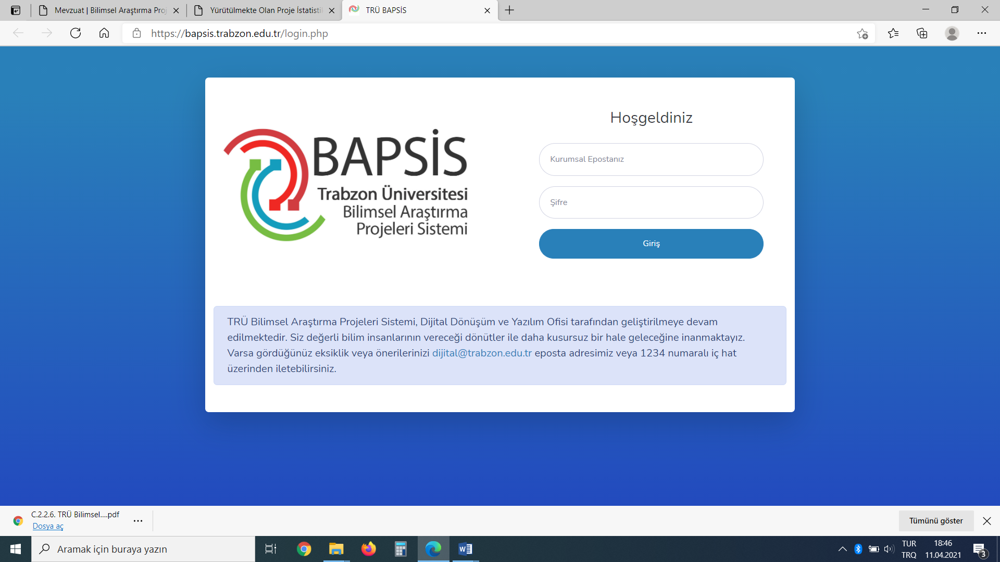 Mevzuat | Bilimsel Araştırma Proj
Yürütülmekte Olan Proje İstatistik
TRÜ BAPSİS
https://bapsis.trabzon.edu.tr/login.php
BAPSİS
Trabzon Üniversitesi
Bilimsel Araştırma
Projeleri Sistemi
Hoşgeldiniz
Kurumsal Epostanız
Şifre
Giriş
TRÜ Bilimsel Araştırma Projeleri Sistemi, Dijital Dönüşüm ve Yazılım Ofisi tarafından geliştirilmeye devam
edilmektedir. Siz değerli bilim insanlarının vereceği dönütler ile daha kusursuz bir hale geleceğine inanmaktayız.
Varsa gördüğünüz eksiklik veya önerilerinizi dijital@trabzon.edu.tr eposta adresimiz veya 1234 numaralı iç hat
üzerinden iletebilirsiniz.
C.2.2.6. TRÜ Bilimsel....pdf
Dosya aç
Tümünü göster
Aramak için buraya yazın
TUR
TRQ
18:46
11.04.2021
3